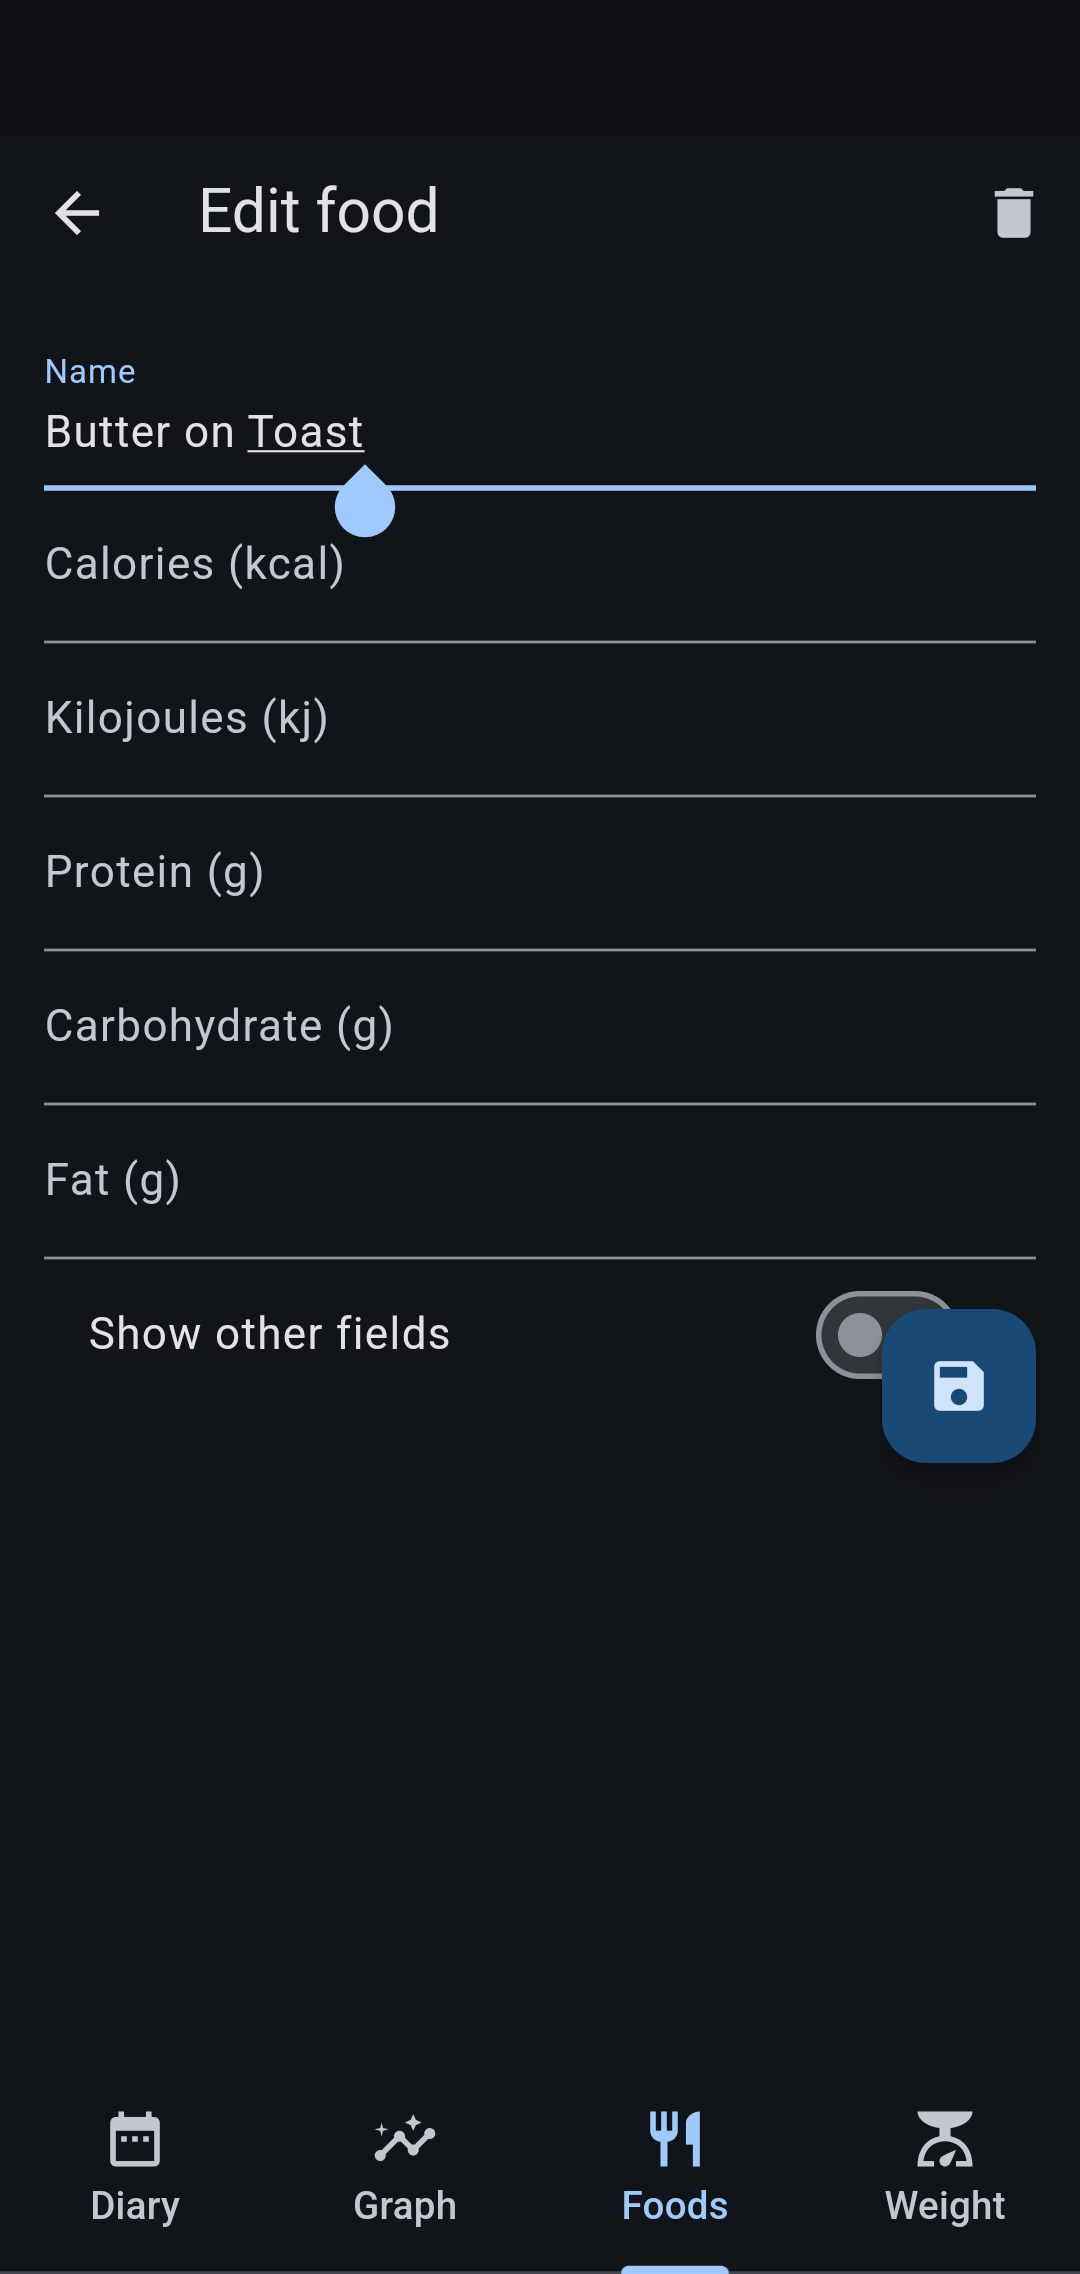 Edit food
Name
Butter on Toast
Calories (kcal)
Kilojoules (kj)
Protein (g)
Carbohydrate (g)
Fat (g)
Show other fields
Diary
Graph
Foods
Weight